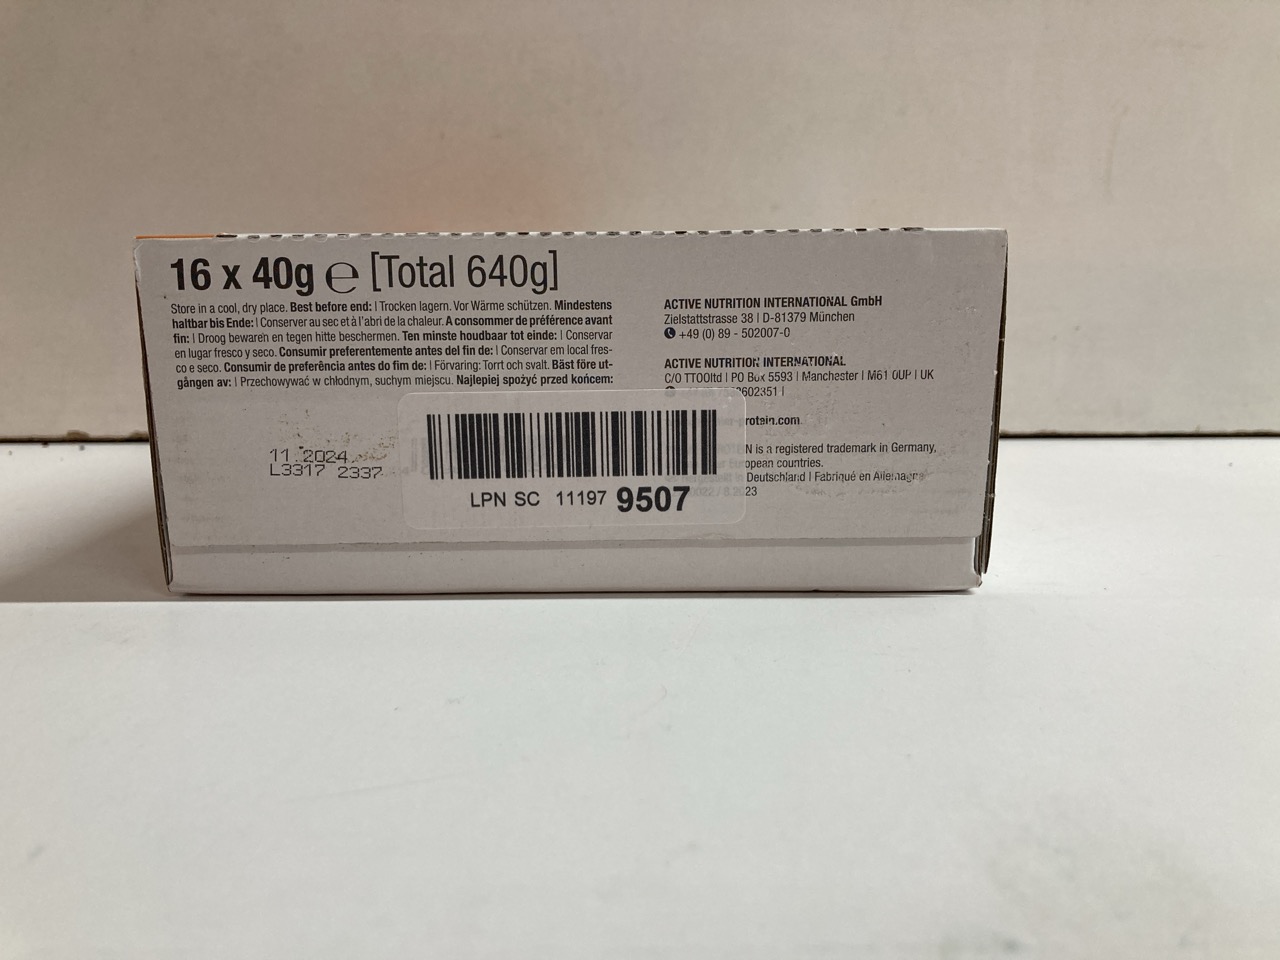 16 x 40g ℮ [Total 640g]
Store in a cool, dry place. Best before end: | Trocken lagern. Vor Wärme schützen. Mindestens
haltbar bis Ende: | Conserver au sec et à l'abri de la chaleur. A consommer de préférence avant
fin: | Droog bewaren en tegen hitte beschermen. Ten minste houdbaar tot einde: | Conservar
en lugar fresco y seco. Consumir preferentemente antes del fin de: | Conservar em local fres-
co e seco. Consumir de preferência antes do fim de: | Förvaring: Torrt och svalt. Bäst före ut-
gången av: | Przechowywać w chłodnym, suchym miejscu. Najlepiej spożyć przed końcem:
11 2024
L3317 2337
ACTIVE NUTRITION INTERNATIONAL GmbH
Zielstattstrasse 38 | D-81379 München
+49 (0) 89 - 502007-0
ACTIVE NUTRITION INTERNATIONAL
C/O TTOOltd | PO Box 5593 | Manchester | M61 0UP | UK
602351 |
protein.com
N is a registered trademark in Germany,
opean countries.
Deutschland | Fabriqué en Allemagne
23
LPN SC 11197 9507